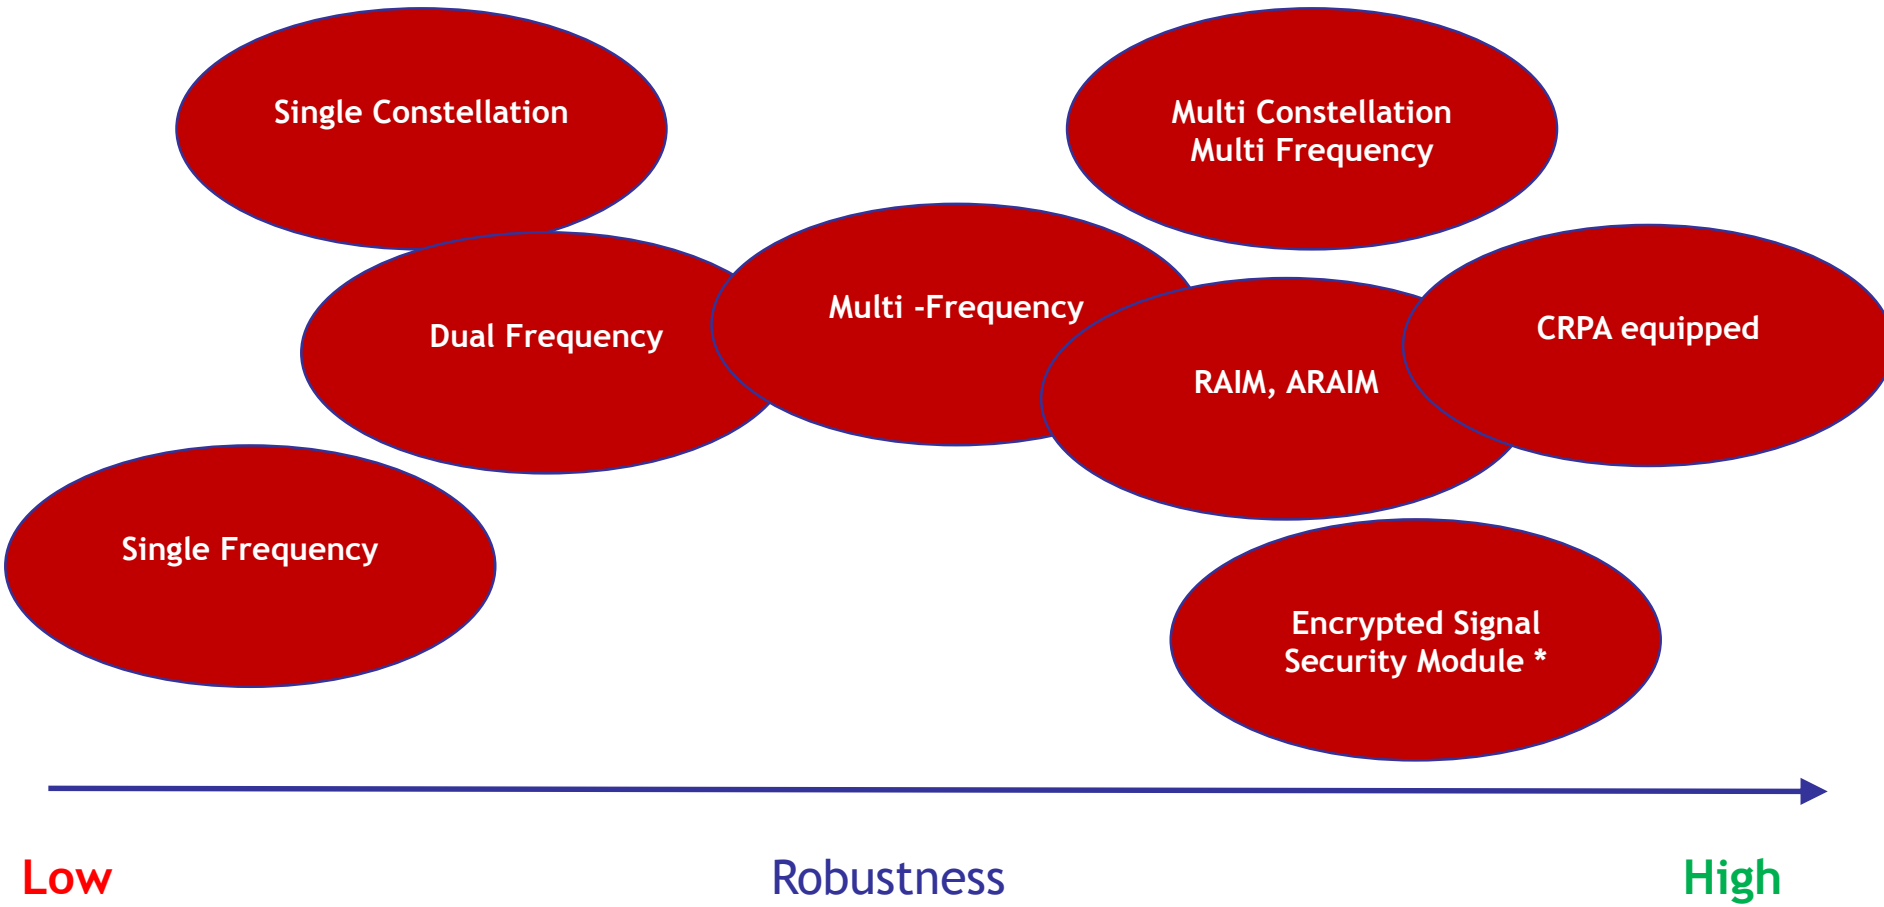 Single Constellation
Multi Constellation
Multi Frequency
Multi -Frequency
Dual Frequency
CRPA equipped
RAIM, ARAIM
Single Frequency
Encrypted Signal
Security Module *
Low
Robustness
High